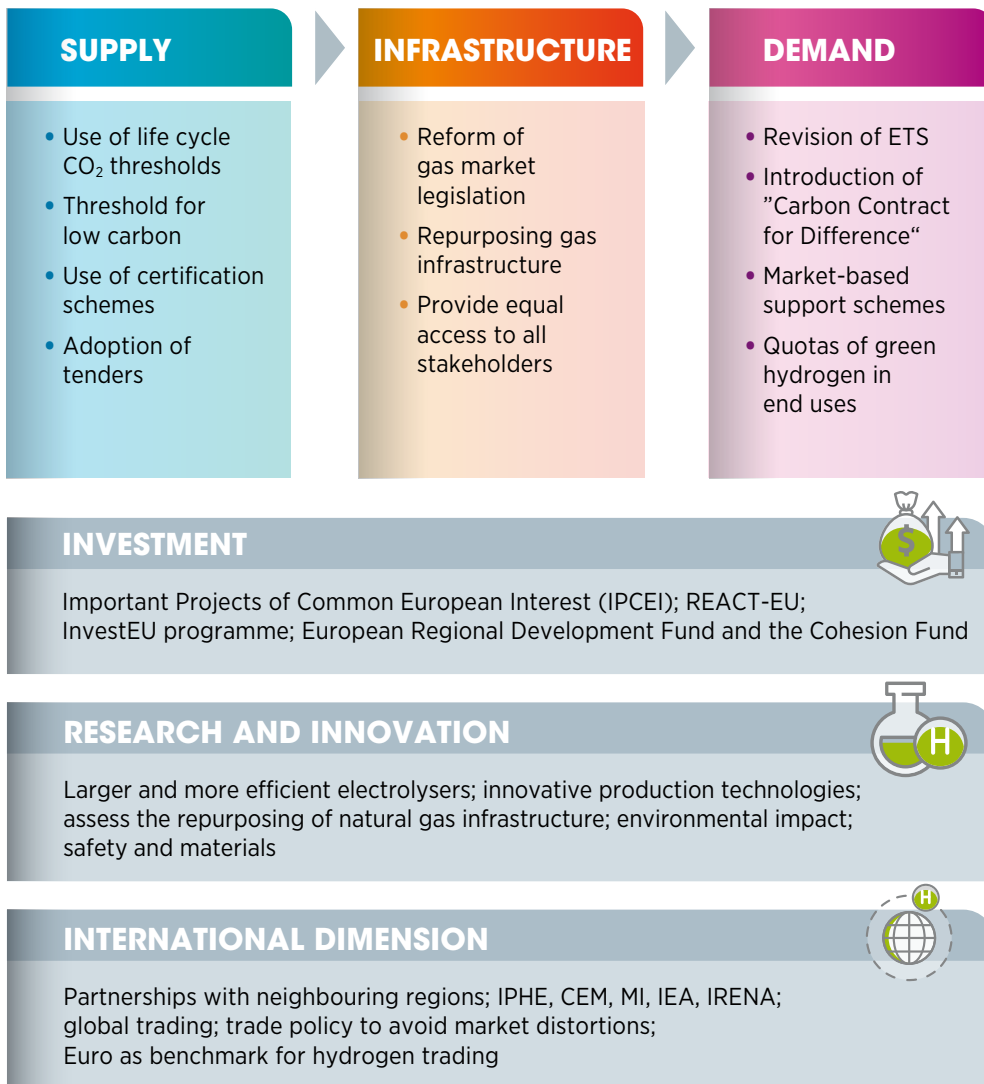 SUPPLY
• Use of life cycle
CO₂ thresholds
• Threshold for
low carbon
• Use of certification
schemes
• Adoption of
tenders
INFRASTRUCTURE
• Reform of
gas market
legislation
• Repurposing gas
infrastructure
• Provide equal
access to all
stakeholders
DEMAND
• Revision of ETS
• Introduction of
”Carbon Contract
for Difference“
• Market-based
support schemes
• Quotas of green
hydrogen in
end uses
INVESTMENT
$
Important Projects of Common European Interest (IPCEI); REACT-EU;
InvestEU programme; European Regional Development Fund and the Cohesion Fund
RESEARCH AND INNOVATION
H
Larger and more efficient electrolysers; innovative production technologies;
assess the repurposing of natural gas infrastructure; environmental impact;
safety and materials
INTERNATIONAL DIMENSION
H
Partnerships with neighbouring regions; IPHE, CEM, MI, IEA, IRENA;
global trading; trade policy to avoid market distortions;
Euro as benchmark for hydrogen trading